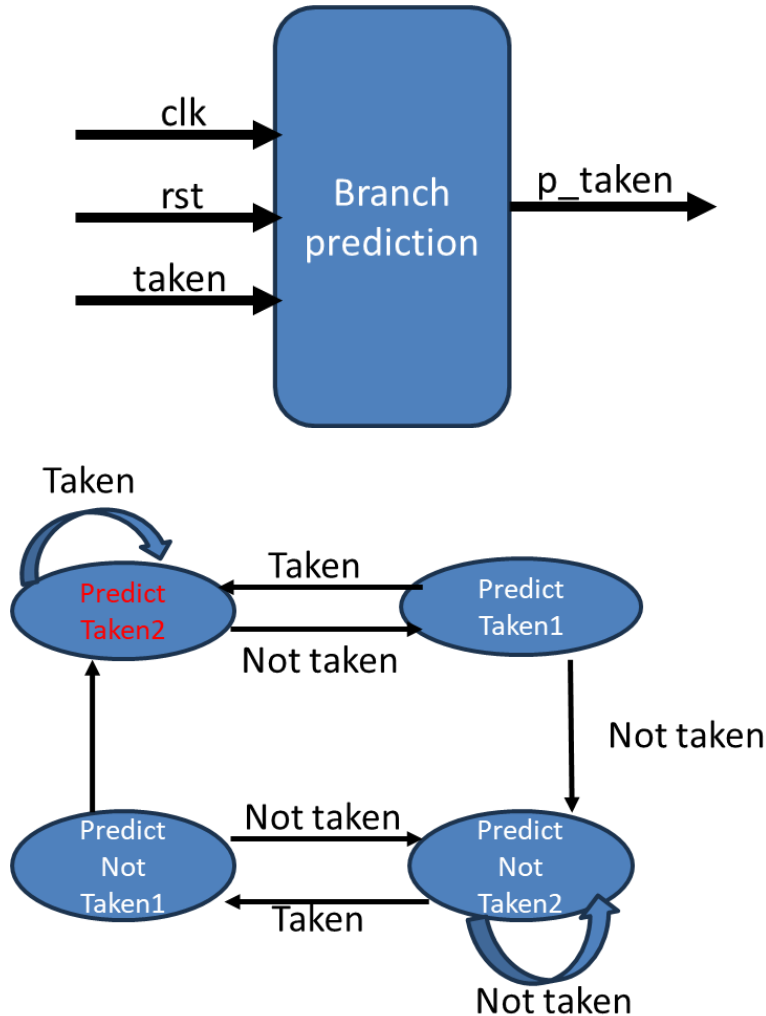 clk
rst
taken
Branch
prediction
p_taken
Taken
Predict
Taken2
Taken
Not taken
Predict
Taken1
Not taken
Predict
Not
Taken1
Not taken
Taken
Predict
Not
Taken2
Not taken